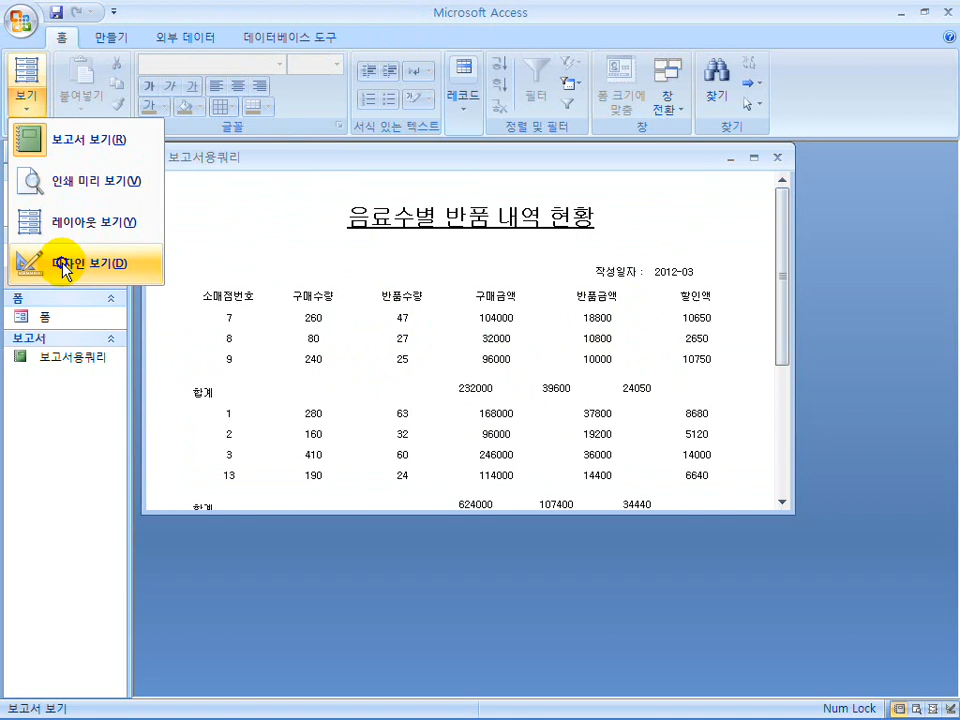 Microsoft Access
홈 만들기 외부 데이터 데이터베이스 도구
보기 붙여넣기 가 가 가 레코드 필터 폼 크기에 맞춤 창 전환 찾기
글꼴 서식 있는 텍스트 정렬 및 필터 창 찾기
보고서 보기(R)
인쇄 미리 보기(V)
레이아웃 보기(Y)
디자인 보기(D)
폼
폼
보고서
보고서용쿼리
보고서용쿼리
음료수별 반품 내역 현황
작성일자 : 2012-03
소매점번호 구매수량 반품수량 구매금액 반품금액 할인액
7 260 47 104000 18800 10650
8 80 27 32000 10800 2650
9 240 25 96000 10000 10750
합계 232000 39600 24050
1 280 63 168000 37800 8680
2 160 32 96000 19200 5120
3 410 60 246000 36000 14000
13 190 24 114000 14400 6640
합계 624000 107400 34440
보고서 보기 Num Lock